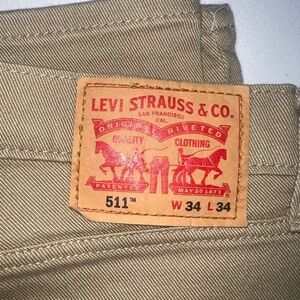 LEVI STRAUSS & CO.
SAN FRANCISCO
CAL.
ORIGINAL RIVETED
QUALITY CLOTHING
PATENTED MAY 20 1873
511™ W 34 L 34